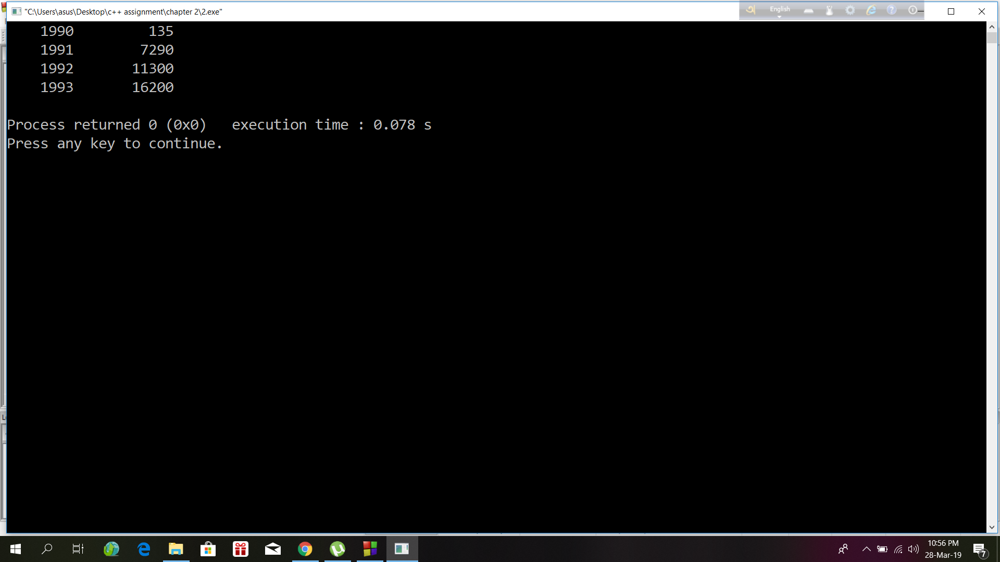 "C:\Users\asus\Desktop\c++ assignment\chapter 2\2.exe"
English
1990 135
1991 7290
1992 11300
1993 16200
Process returned 0 (0x0) execution time : 0.078 s
Press any key to continue.
10:56 PM
28-Mar-19
7